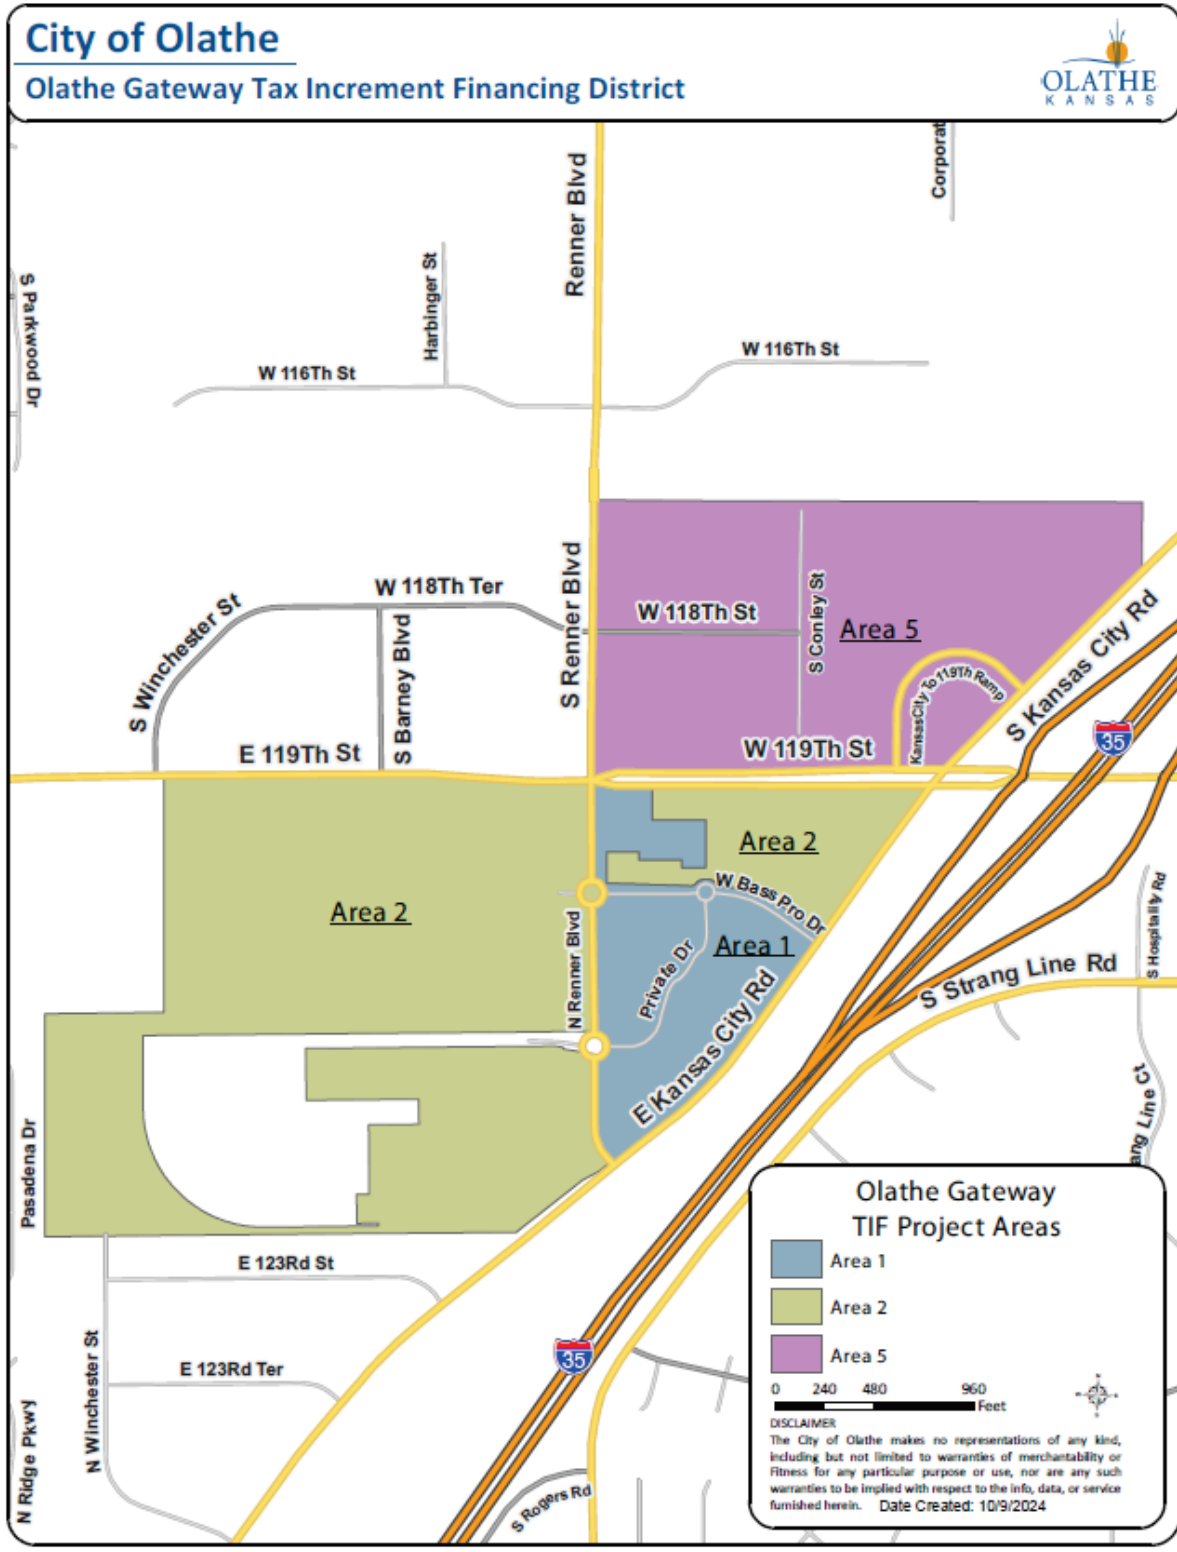 City of Olathe
Olathe Gateway Tax Increment Financing District
OLATHE
KANSAS
Corporat
Renner Blvd
Harbinger St
S Parkwood Dr
W 116Th St
W 116Th St
S Renner Blvd
W 118Th Ter
S Winchester St
S Barney Blvd
W 118Th St
S Conley St
Area 5
KansasCity To 119Th Ramp
S Kansas City Rd
35
E 119Th St
W 119Th St
Area 2
Area 2
W Bass Pro Dr
Area 1
N Renner Blvd
Private Dr
E Kansas City Rd
S Strang Line Rd
S Hospitality Rd
ang Line Ct
Pasadena Dr
E 123Rd St
N Winchester St
E 123Rd Ter
N Ridge Pkwy
35
S Rogers Rd
Olathe Gateway
TIF Project Areas
Area 1
Area 2
Area 5
0 240 480 960
Feet
DISCLAIMER
The City of Olathe makes no representations of any kind,
including but not limited to warranties of merchantability or
Fitness for any particular purpose or use, nor are any such
warranties to be implied with respect to the info, data, or service
furnished herein. Date Created: 10/9/2024